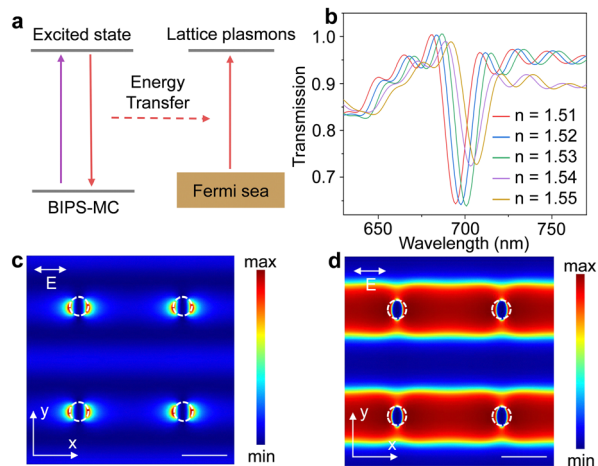 a
Excited state
Lattice plasmons
Energy
Transfer
Fermi sea
BIPS-MC
b
1.0
0.9
0.8
0.7
Transmission
n = 1.51
n = 1.52
n = 1.53
n = 1.54
n = 1.55
650
700
750
Wavelength (nm)
c
E
y
x
max
min
d
E
y
x
max
min